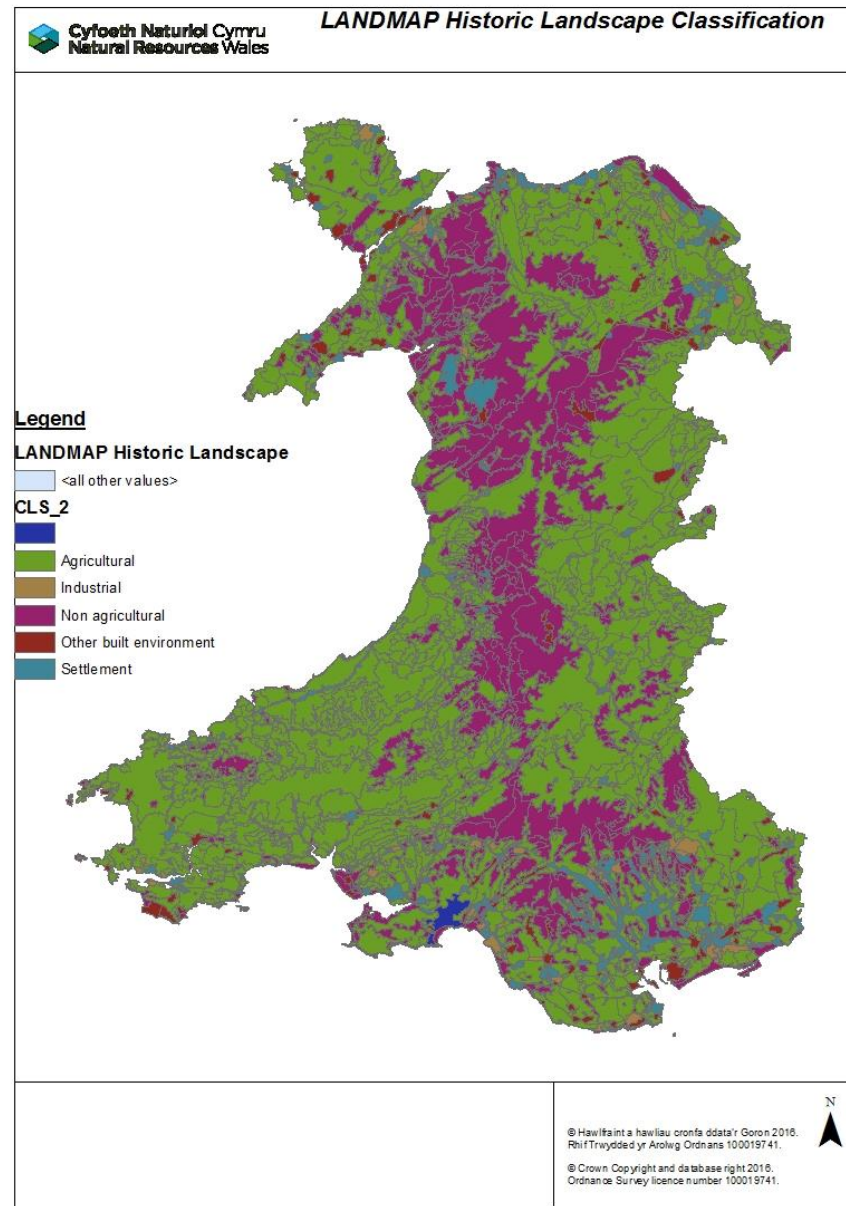 LANDMAP Historic Landscape Classification
Cyfoeth Naturiol Cymru
Natural Resources Wales
Legend
LANDMAP Historic Landscape
<all other values>
CLS_2
Agricultural
Industrial
Non agricultural
Other built environment
Settlement
N
© Hawlfraint a hawliau cronfa ddata'r Goron 2016.
Rhif Trwydded yr Arolwg Ordnans 100019741.
© Crown Copyright and database right 2016.
Ordnance Survey licence number 100019741.